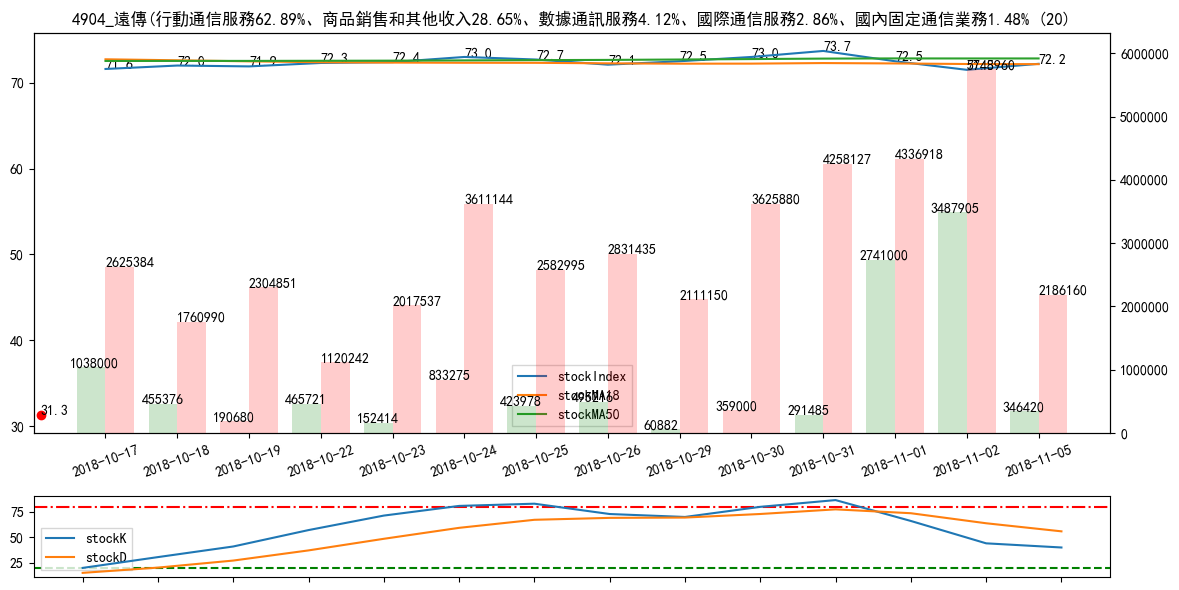 4904_遠傳(行動通信服務62.89%、商品銷售和其他收入28.65%、數據通訊服務4.12%、國際通信服務2.86%、國內固定通信業務1.48% (20)
71.6 72.0 71.9 72.3 72.4 73.0 72.7 72.1 72.5 73.0 73.7 72.5 72.2
70
60
50
40
30
6000000
5000000
4000000
3000000
2000000
1000000
0
2625384 1760990 2304851 1120242 2017537 3611144 2582995 2831435 2111150 3625880 4258127 4336918 2186160
1038000 455376 190680 465721 152414 833275 423978 60882 359000 291485 2741000 3487905 346420
31.3
stockIndex
stockMA18
stockMA50
2018-10-17 2018-10-18 2018-10-19 2018-10-22 2018-10-23 2018-10-24 2018-10-25 2018-10-26 2018-10-29 2018-10-30 2018-10-31 2018-11-01 2018-11-02 2018-11-05
75
50
25
stockK
stockD